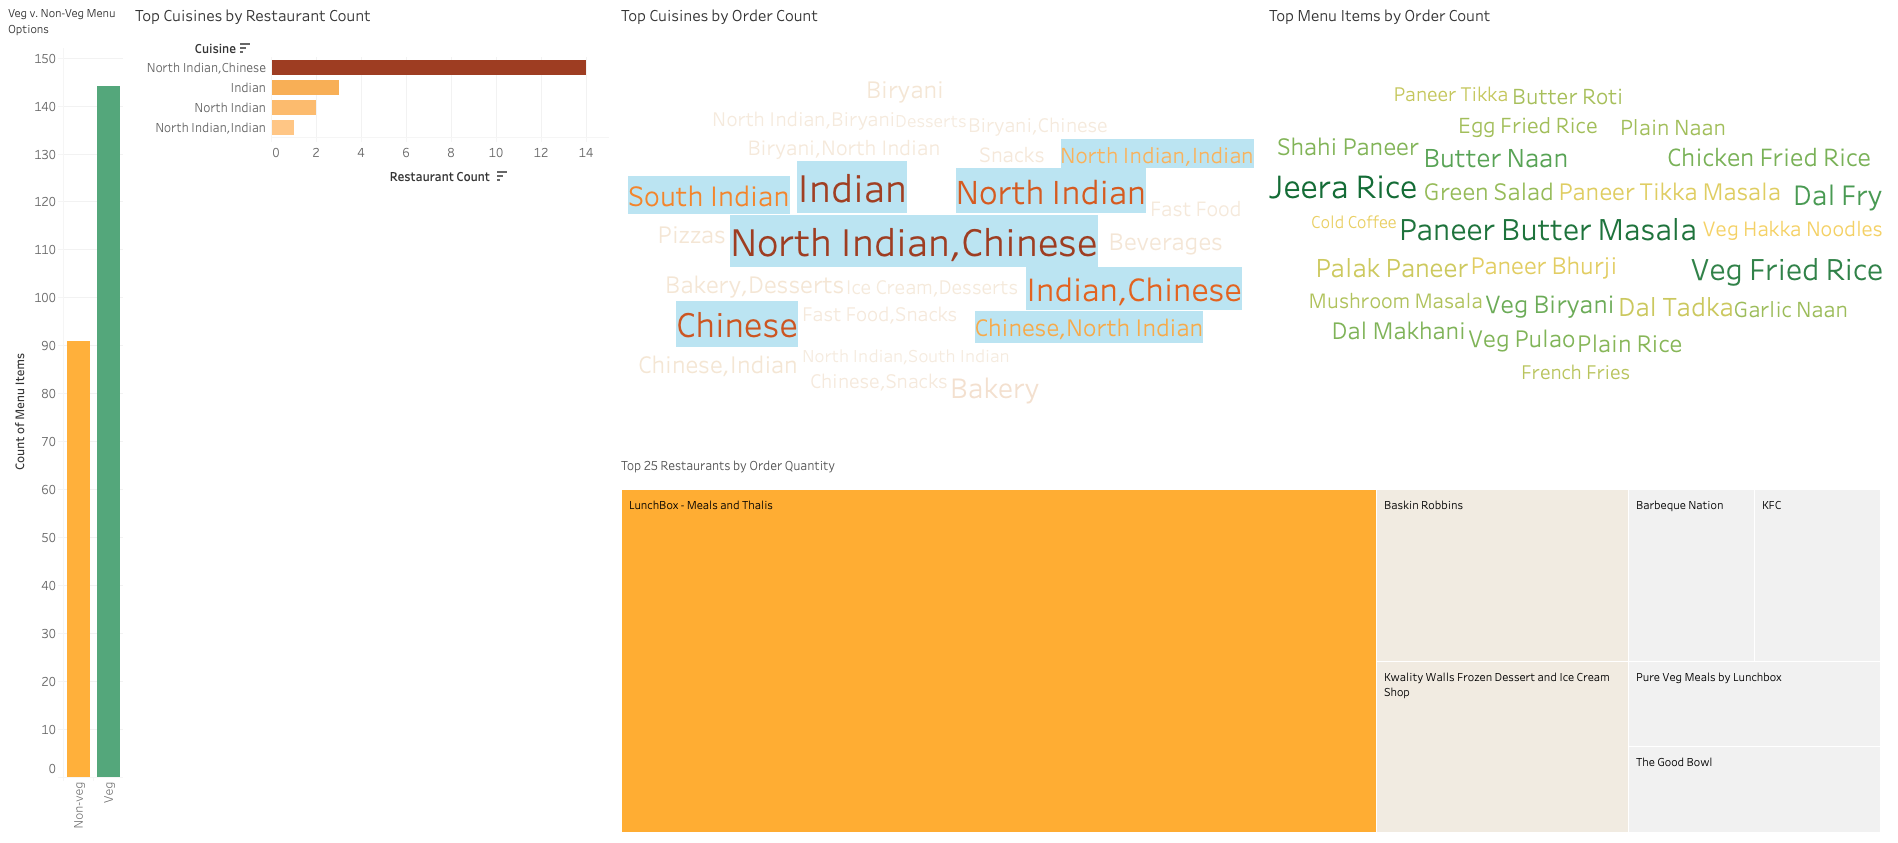 Veg v. Non-Veg Menu
Options
Count of Menu Items
150
140
130
120
110
100
90
80
70
60
50
40
30
20
10
0
Non-veg
Veg
Top Cuisines by Restaurant Count
Cuisine
North Indian,Chinese
Indian
North Indian
North Indian,Indian
0 2 4 6 8 10 12 14
Restaurant Count
Top Cuisines by Order Count
Biryani
North Indian,Biryani Desserts Biryani,Chinese
Biryani,North Indian Snacks North Indian,Indian
South Indian Indian North Indian
Fast Food
Pizzas North Indian,Chinese Beverages
Bakery,Desserts Ice Cream,Desserts Indian,Chinese
Chinese Fast Food,Snacks Chinese,North Indian
Chinese,Indian North Indian,South Indian
Chinese,Snacks Bakery
Top Menu Items by Order Count
Paneer Tikka Butter Roti
Egg Fried Rice Plain Naan
Shahi Paneer Butter Naan Chicken Fried Rice
Jeera Rice Green Salad Paneer Tikka Masala Dal Fry
Cold Coffee Paneer Butter Masala Veg Hakka Noodles
Palak Paneer Paneer Bhurji Veg Fried Rice
Mushroom Masala Veg Biryani Dal Tadka Garlic Naan
Dal Makhani Veg Pulao Plain Rice
French Fries
Top 25 Restaurants by Order Quantity
LunchBox - Meals and Thalis
Baskin Robbins
Barbeque Nation
KFC
Kwality Walls Frozen Dessert and Ice Cream
Shop
Pure Veg Meals by Lunchbox
The Good Bowl